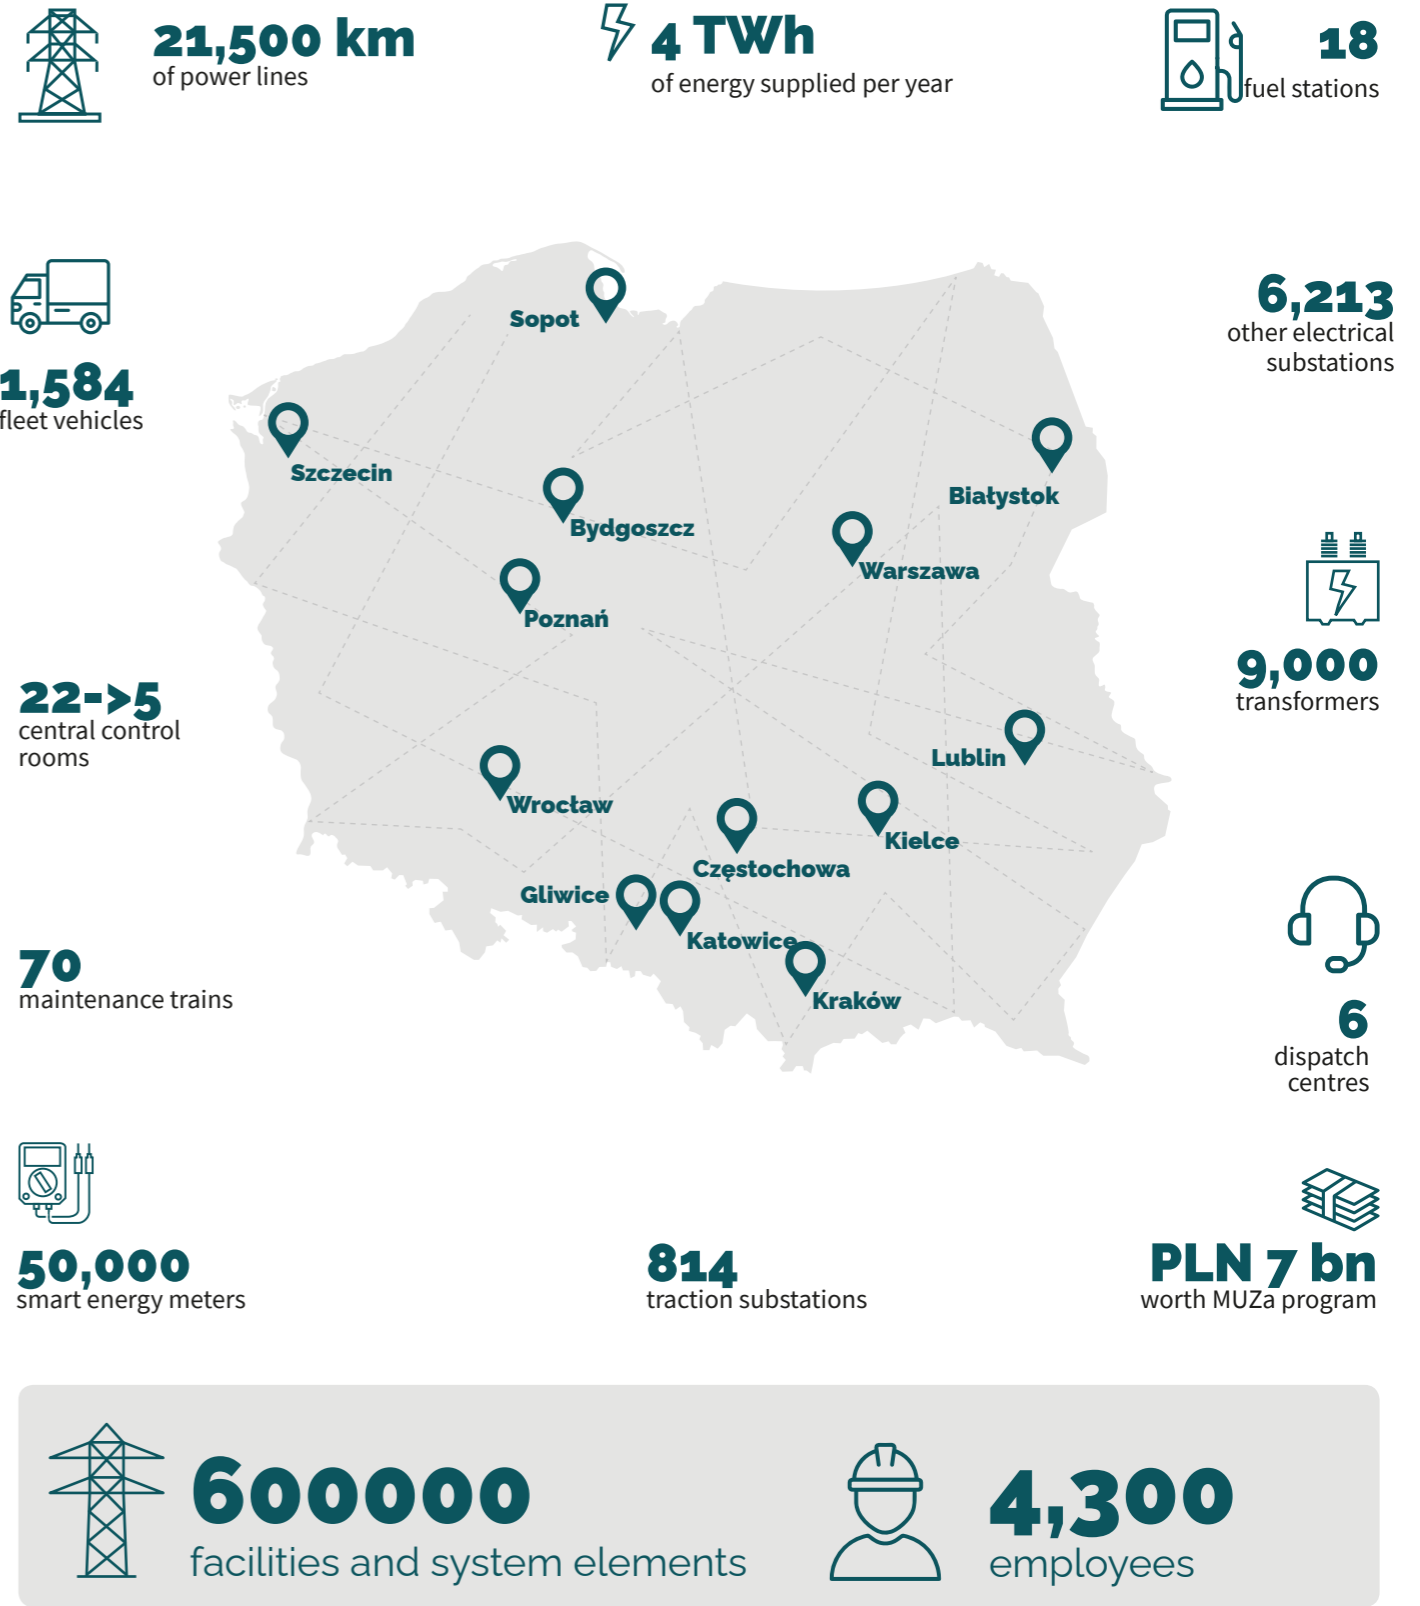 21,500 km
of power lines
4 TWh
of energy supplied per year
18
fuel stations
1,584
fleet vehicles
6,213
other electrical
substations
Sopot
Szczecin
Białystok
Bydgoszcz
Warszawa
Poznań
22->5
central control
rooms
9,000
transformers
Lublin
Wrocław
Kielce
Częstochowa
Gliwice
Katowice
Kraków
70
maintenance trains
6
dispatch
centres
50,000
smart energy meters
814
traction substations
PLN 7 bn
worth MUZa program
600000
facilities and system elements
4,300
employees